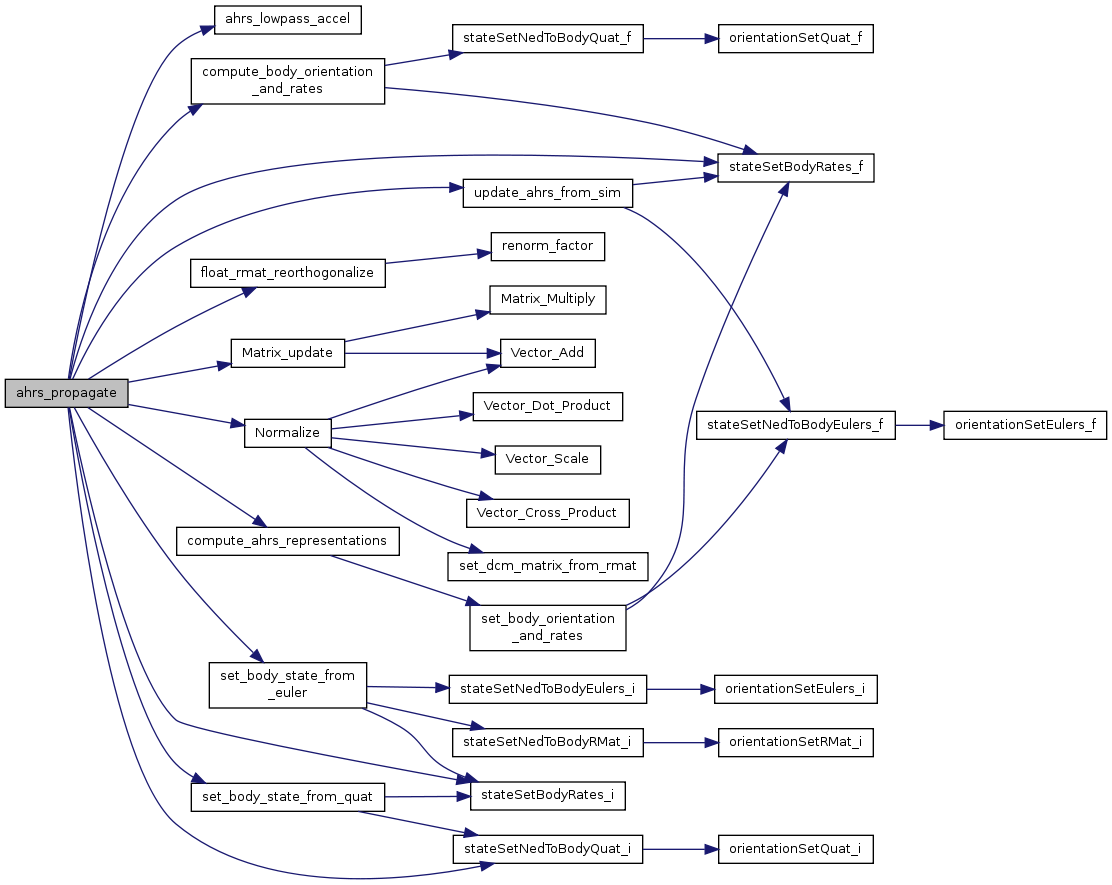 ahrs_lowpass_accel
stateSetNedToBodyQuat_f
orientationSetQuat_f
compute_body_orientation
_and_rates
stateSetBodyRates_f
update_ahrs_from_sim
renorm_factor
float_rmat_reorthogonalize
Matrix_Multiply
Matrix_update
Vector_Add
ahrs_propagate
Vector_Dot_Product
stateSetNedToBodyEulers_f
orientationSetEulers_f
Normalize
Vector_Scale
Vector_Cross_Product
compute_ahrs_representations
set_dcm_matrix_from_rmat
set_body_orientation
_and_rates
set_body_state_from
_euler
stateSetNedToBodyEulers_i
orientationSetEulers_i
stateSetNedToBodyRMat_i
orientationSetRMat_i
set_body_state_from_quat
stateSetBodyRates_i
stateSetNedToBodyQuat_i
orientationSetQuat_i